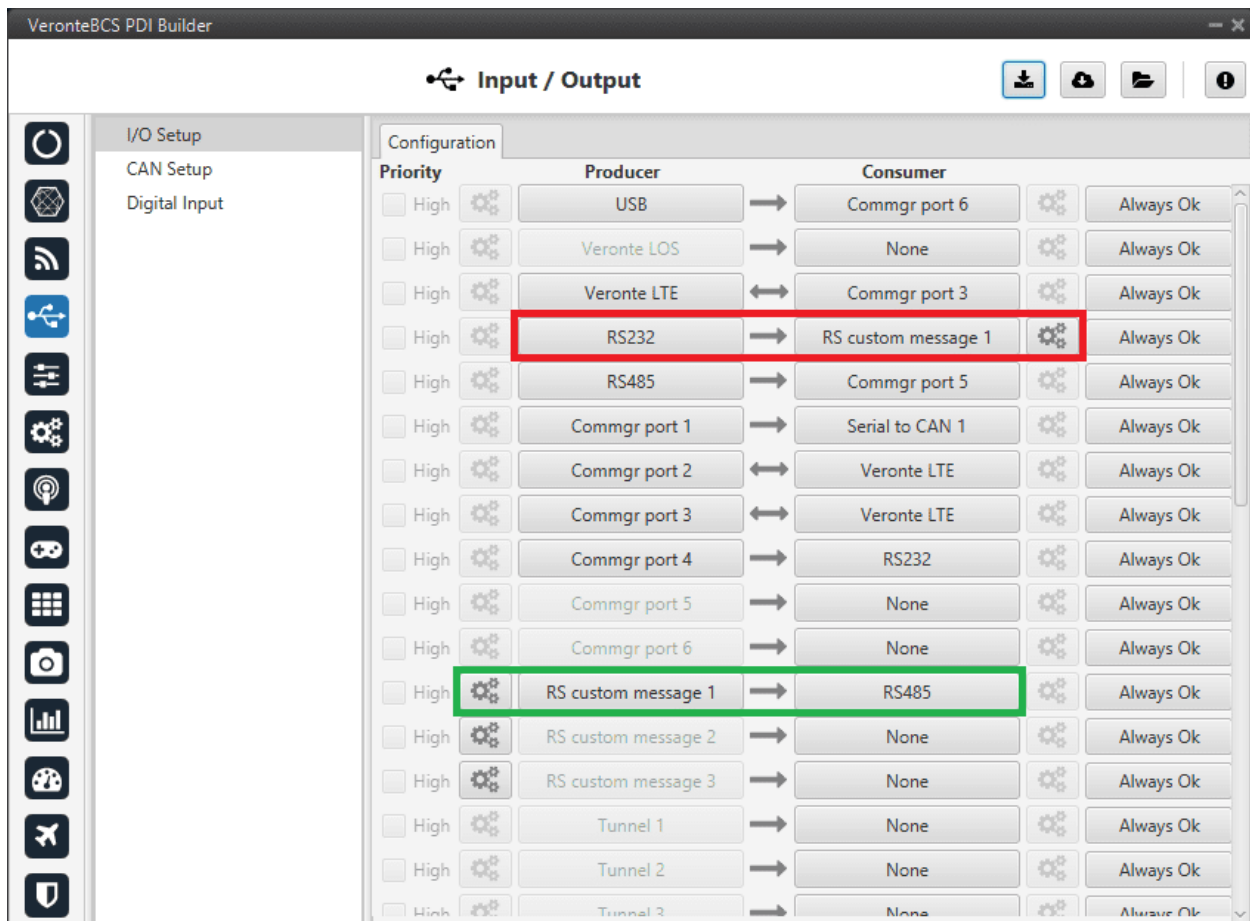 VeronteBCS PDI Builder
Input / Output
I/O Setup
CAN Setup
Digital Input
Configuration
Priority Producer Consumer
High USB Commgr port 6 Always Ok
High Veronte LOS None Always Ok
High Veronte LTE Commgr port 3 Always Ok
High RS232 RS custom message 1 Always Ok
High RS485 Commgr port 5 Always Ok
High Commgr port 1 Serial to CAN 1 Always Ok
High Commgr port 2 Veronte LTE Always Ok
High Commgr port 3 Veronte LTE Always Ok
High Commgr port 4 RS232 Always Ok
High Commgr port 5 None Always Ok
High Commgr port 6 None Always Ok
High RS custom message 1 RS485 Always Ok
High RS custom message 2 None Always Ok
High RS custom message 3 None Always Ok
High Tunnel 1 None Always Ok
High Tunnel 2 None Always Ok
High Tunnel 3 None Always Ok